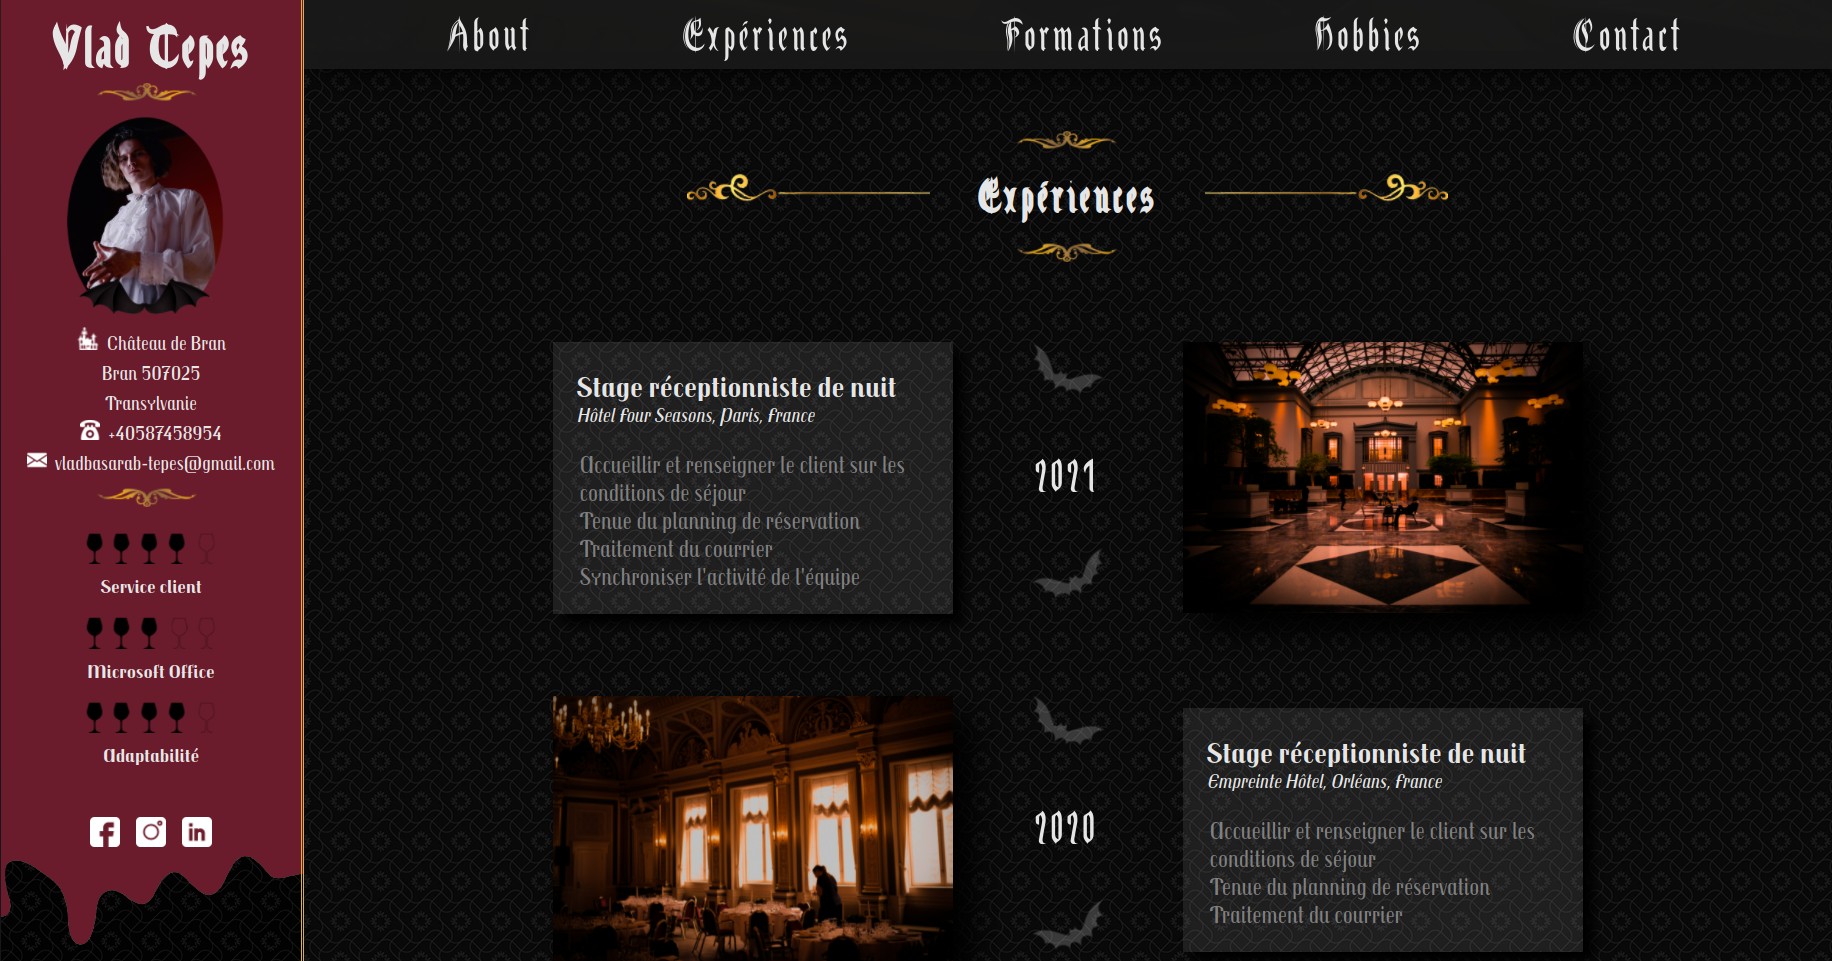 Vlad Tepes
Château de Bran
Bran 507025
Transylvanie
+40587458954
vladbasarab-tepes@gmail.com
Service client
Microsoft Office
Adaptabilité
About
Expériences
Formations
Hobbies
Contact
Expériences
Stage réceptionniste de nuit
Hôtel Four Seasons, Paris, France
Accueillir et renseigner le client sur les
conditions de séjour
Tenue du planning de réservation
Traitement du courrier
Synchroniser l'activité de l'équipe
2021
2020
Stage réceptionniste de nuit
Empreinte Hôtel, Orléans, France
Accueillir et renseigner le client sur les
conditions de séjour
Tenue du planning de réservation
Traitement du courrier